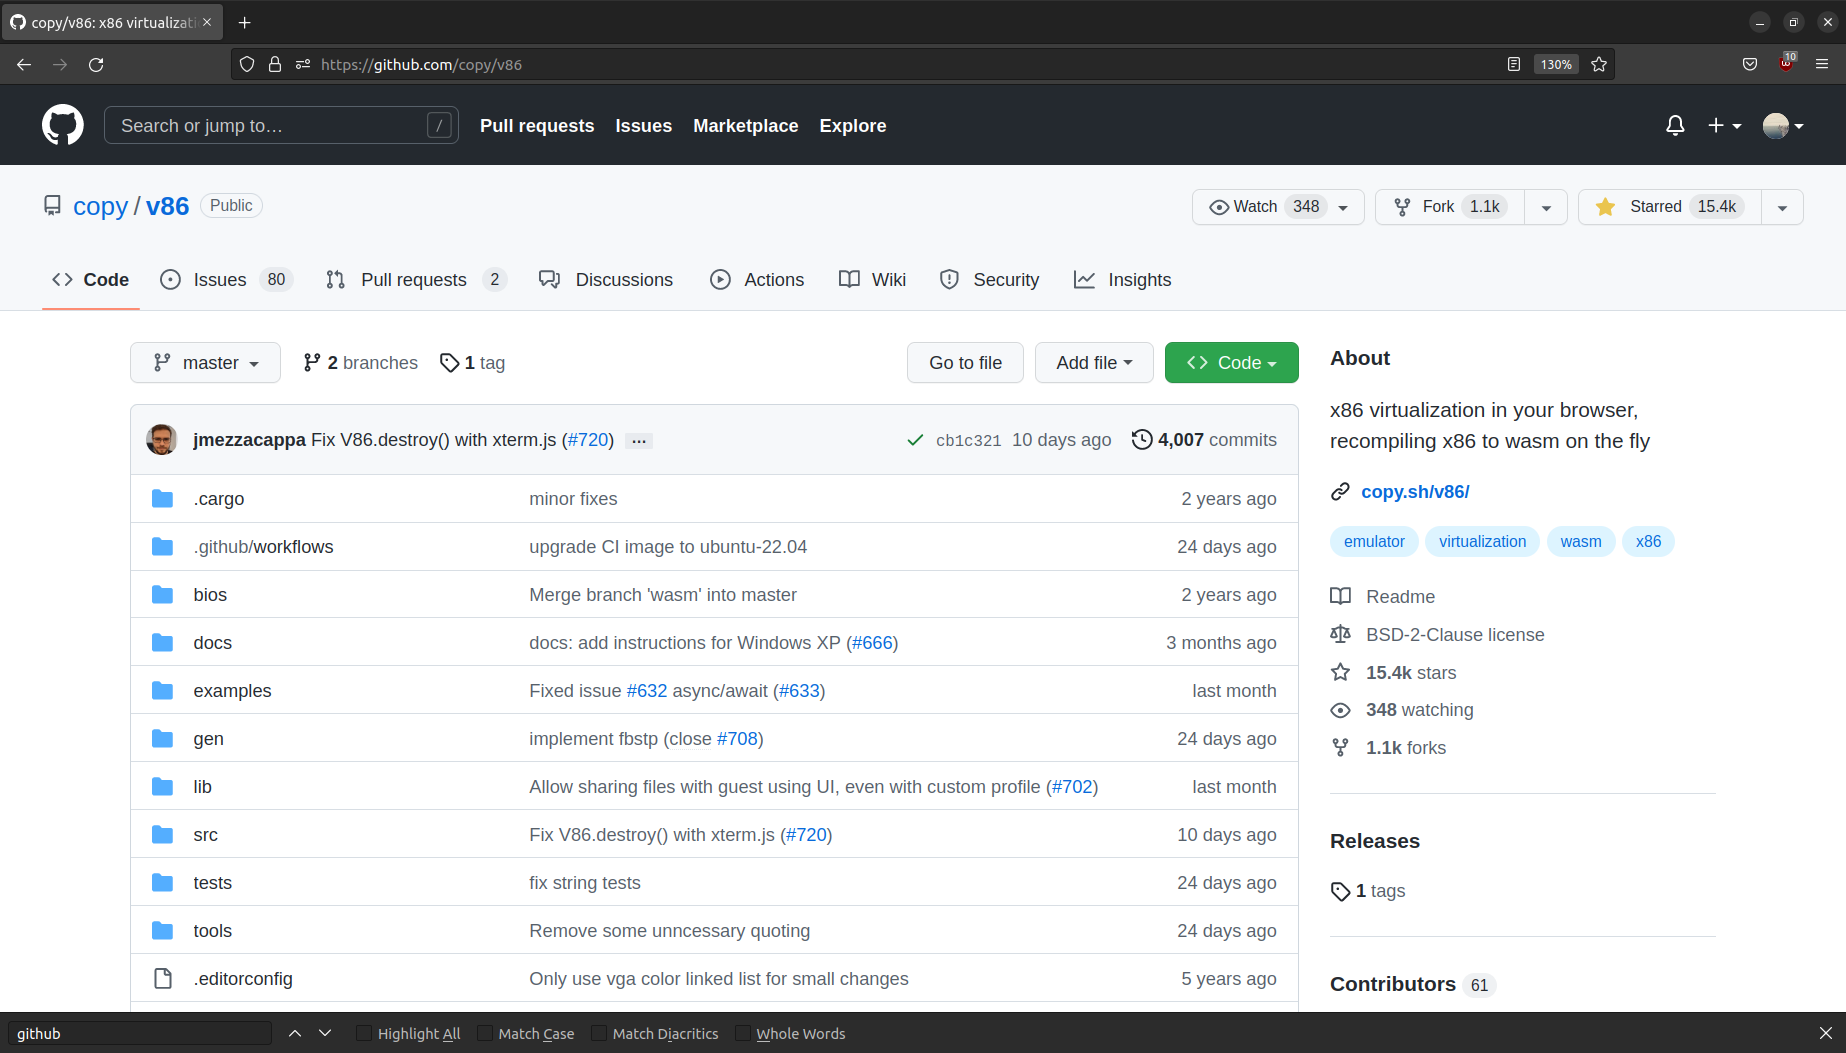 copy/v86: x86 virtualizati
https://github.com/copy/v86
130%
10
Search or jump to…
/
Pull requests
Issues
Marketplace
Explore
copy / v86
Public
Watch 348
Fork 1.1k
Starred 15.4k
Code
Issues 80
Pull requests 2
Discussions
Actions
Wiki
Security
Insights
master
2 branches
1 tag
Go to file
Add file
Code
jmezzacappa Fix V86.destroy() with xterm.js (#720) ...
cb1c321 10 days ago
4,007 commits
.cargo minor fixes 2 years ago
.github/workflows upgrade CI image to ubuntu-22.04 24 days ago
bios Merge branch 'wasm' into master 2 years ago
docs docs: add instructions for Windows XP (#666) 3 months ago
examples Fixed issue #632 async/await (#633) last month
gen implement fbstp (close #708) 24 days ago
lib Allow sharing files with guest using UI, even with custom profile (#702) last month
src Fix V86.destroy() with xterm.js (#720) 10 days ago
tests fix string tests 24 days ago
tools Remove some unncessary quoting 24 days ago
.editorconfig Only use vga color linked list for small changes 5 years ago
About
x86 virtualization in your browser,
recompiling x86 to wasm on the fly
copy.sh/v86/
emulator virtualization wasm x86
Readme
BSD-2-Clause license
15.4k stars
348 watching
1.1k forks
Releases
1 tags
Contributors 61
github
Highlight All
Match Case
Match Diacritics
Whole Words